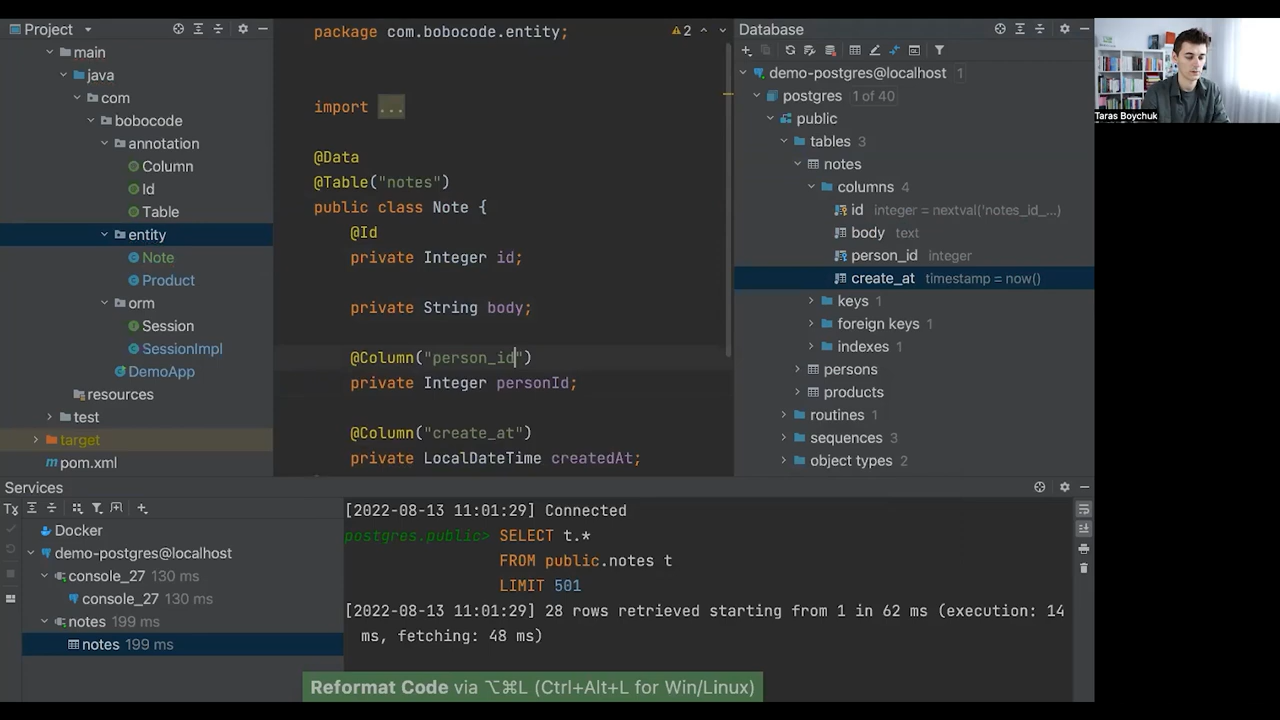 Project
main
java
com
bobocode
annotation
Column
Id
Table
entity
Note
Product
orm
Session
SessionImpl
DemoApp
resources
test
target
pom.xml
package com.bobocode.entity;
2
import ...
@Data
@Table("notes")
public class Note {
@Id
private Integer id;
private String body;
@Column("person_id")
private Integer personId;
@Column("create_at")
private LocalDateTime createdAt;
Database
demo-postgres@localhost 1
postgres 1 of 40
public
tables 3
notes
columns 4
id integer = nextval('notes_id_...)
body text
person_id integer
create_at timestamp = now()
keys 1
foreign keys 1
indexes 1
persons
products
routines 1
sequences 3
object types 2
Taras Boychuk
Services
Tx
Docker
demo-postgres@localhost
console_27 130 ms
console_27 130 ms
notes 199 ms
notes 199 ms
[2022-08-13 11:01:29] Connected
postgres.public> SELECT t.*
FROM public.notes t
LIMIT 501
[2022-08-13 11:01:29] 28 rows retrieved starting from 1 in 62 ms (execution: 14
ms, fetching: 48 ms)
Reformat Code via ⌥⌘L (Ctrl+Alt+L for Win/Linux)